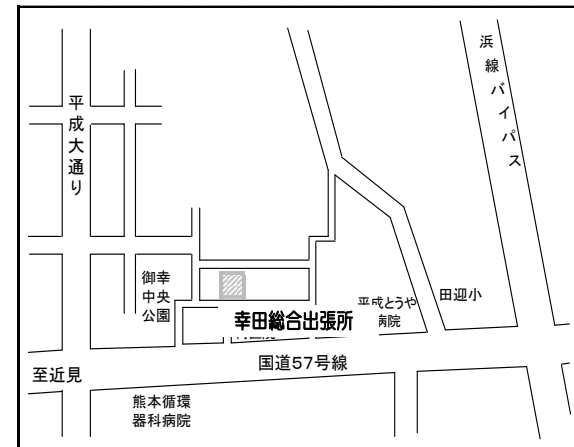 浜線バイパス
平成大通り
御幸
中央
公園
幸田総合出張所
平成とうや
病院
田迎小
国道57号線
至近見
熊本循環
器科病院